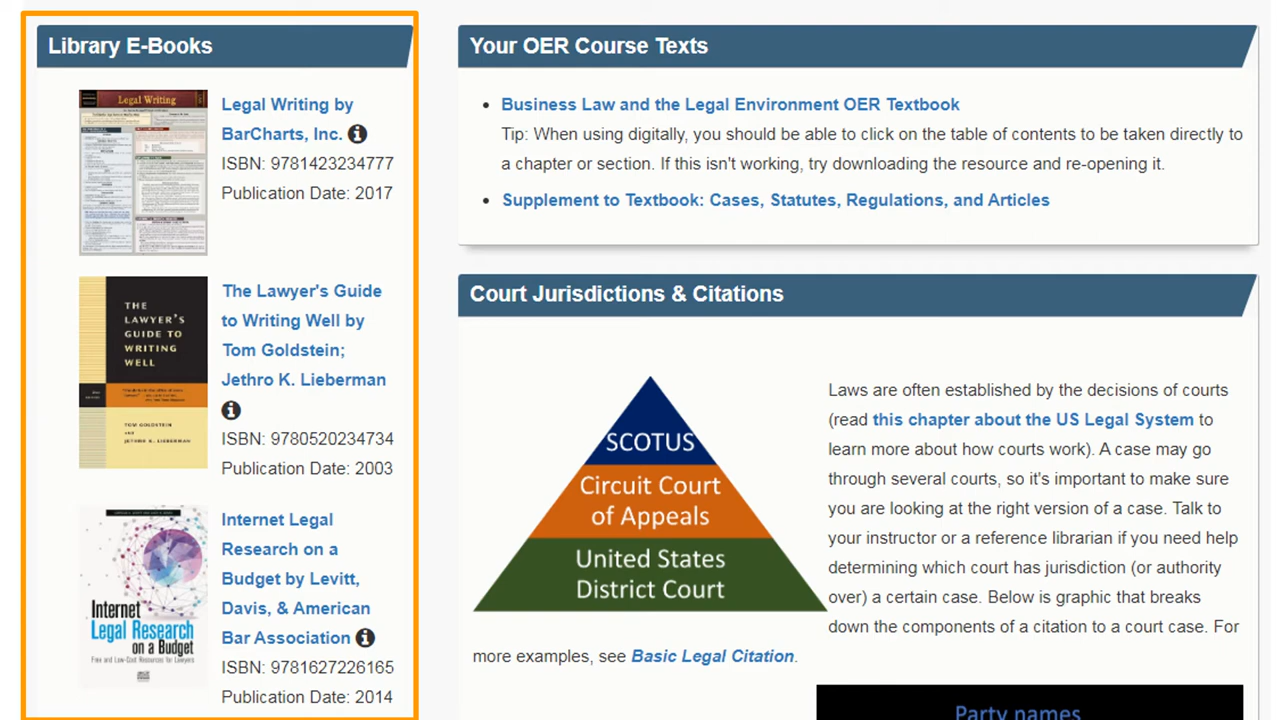 Library E-Books
Legal Writing
Legal Writing by
BarCharts, Inc.
ISBN: 9781423234777
Publication Date: 2017
THE
LAWYER'S
GUIDE TO
WRITING
WELL
TOM GOLDSTEIN
AND
JETHRO K. LIEBERMAN
The Lawyer's Guide
to Writing Well by
Tom Goldstein;
Jethro K. Lieberman
ISBN: 9780520234734
Publication Date: 2003
Internet
Legal Research
on a Budget
Free and Low-Cost Resources for Lawyers
Internet Legal
Research on a
Budget by Levitt,
Davis, & American
Bar Association
ISBN: 9781627226165
Publication Date: 2014
Your OER Course Texts
• Business Law and the Legal Environment OER Textbook
Tip: When using digitally, you should be able to click on the table of contents to be taken directly to
a chapter or section. If this isn't working, try downloading the resource and re-opening it.
• Supplement to Textbook: Cases, Statutes, Regulations, and Articles
Court Jurisdictions & Citations
SCOTUS
Circuit Court
of Appeals
United States
District Court
Laws are often established by the decisions of courts
(read this chapter about the US Legal System to
learn more about how courts work). A case may go
through several courts, so it's important to make sure
you are looking at the right version of a case. Talk to
your instructor or a reference librarian if you need help
determining which court has jurisdiction (or authority
over) a certain case. Below is graphic that breaks
down the components of a citation to a court case. For
more examples, see Basic Legal Citation.
Party names